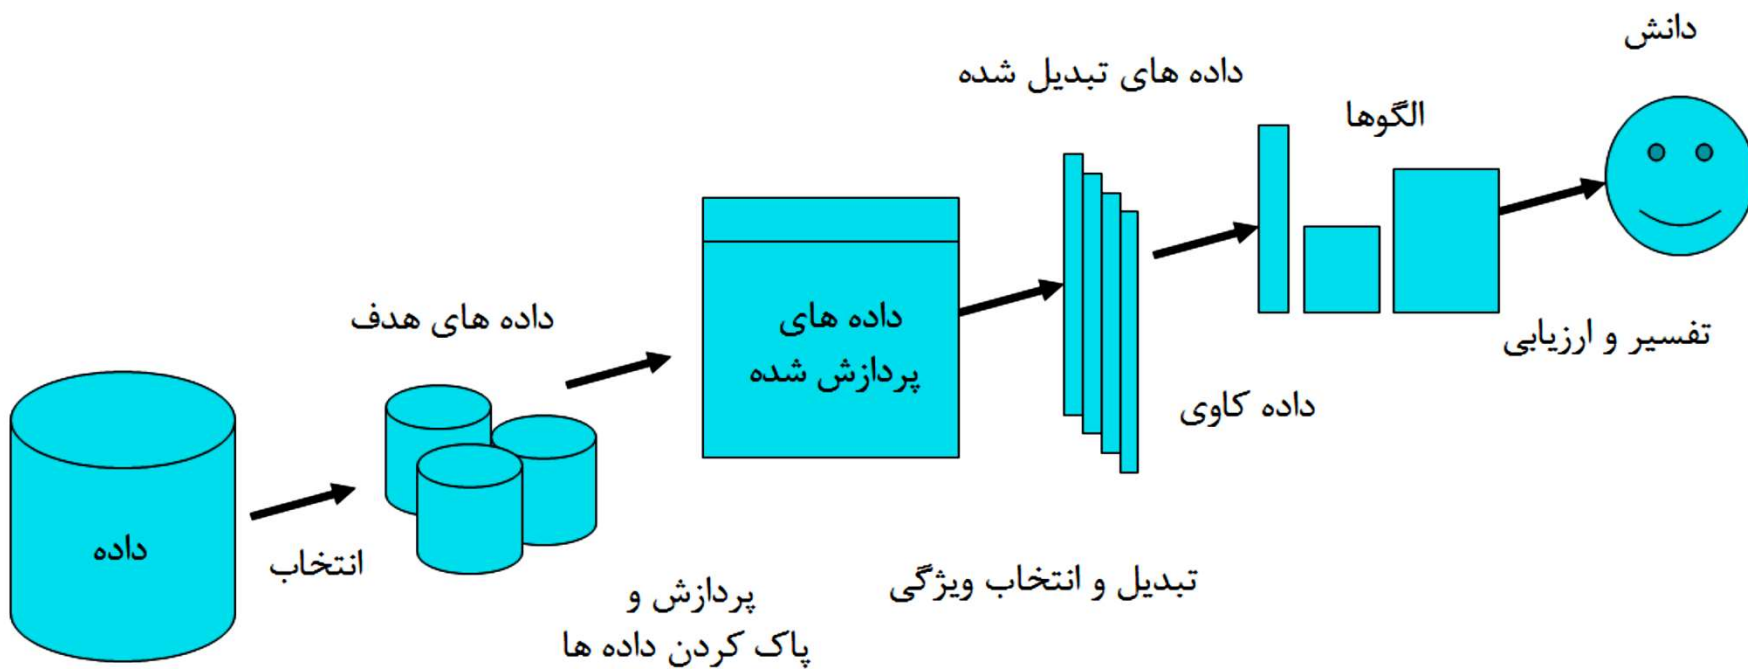 دانش
داده های تبدیل شده
الگوها
داده های هدف
داده های
پردازش شده
تفسیر و ارزیابی
داده کاوی
داده
انتخاب
تبدیل و انتخاب ویژگی
پردازش و
پاک کردن داده ها